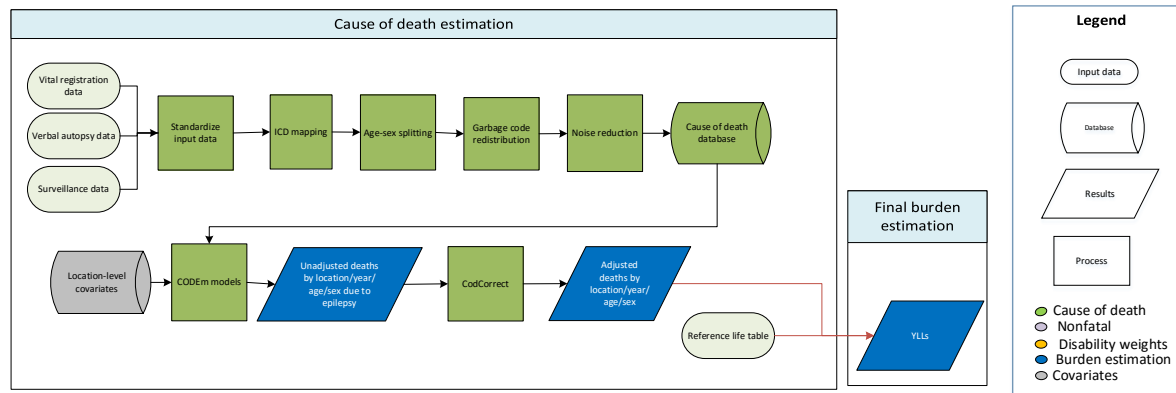 Cause of death estimation
Vital registration
data
Verbal autopsy data
Surveillance data
Standardize
input data
ICD mapping
Age-sex splitting
Garbage code
redistribution
Noise reduction
Cause of death
database
Location-level
covariates
CODEm models
Unadjusted deaths
by location/year/
age/sex due to
epilepsy
CodCorrect
Adjusted
deaths by
location/year/
age/sex
Reference life table
Final burden
estimation
YLLs
Legend
Input data
Database
Results
Process
Cause of death
Nonfatal
Disability weights
Burden estimation
Covariates